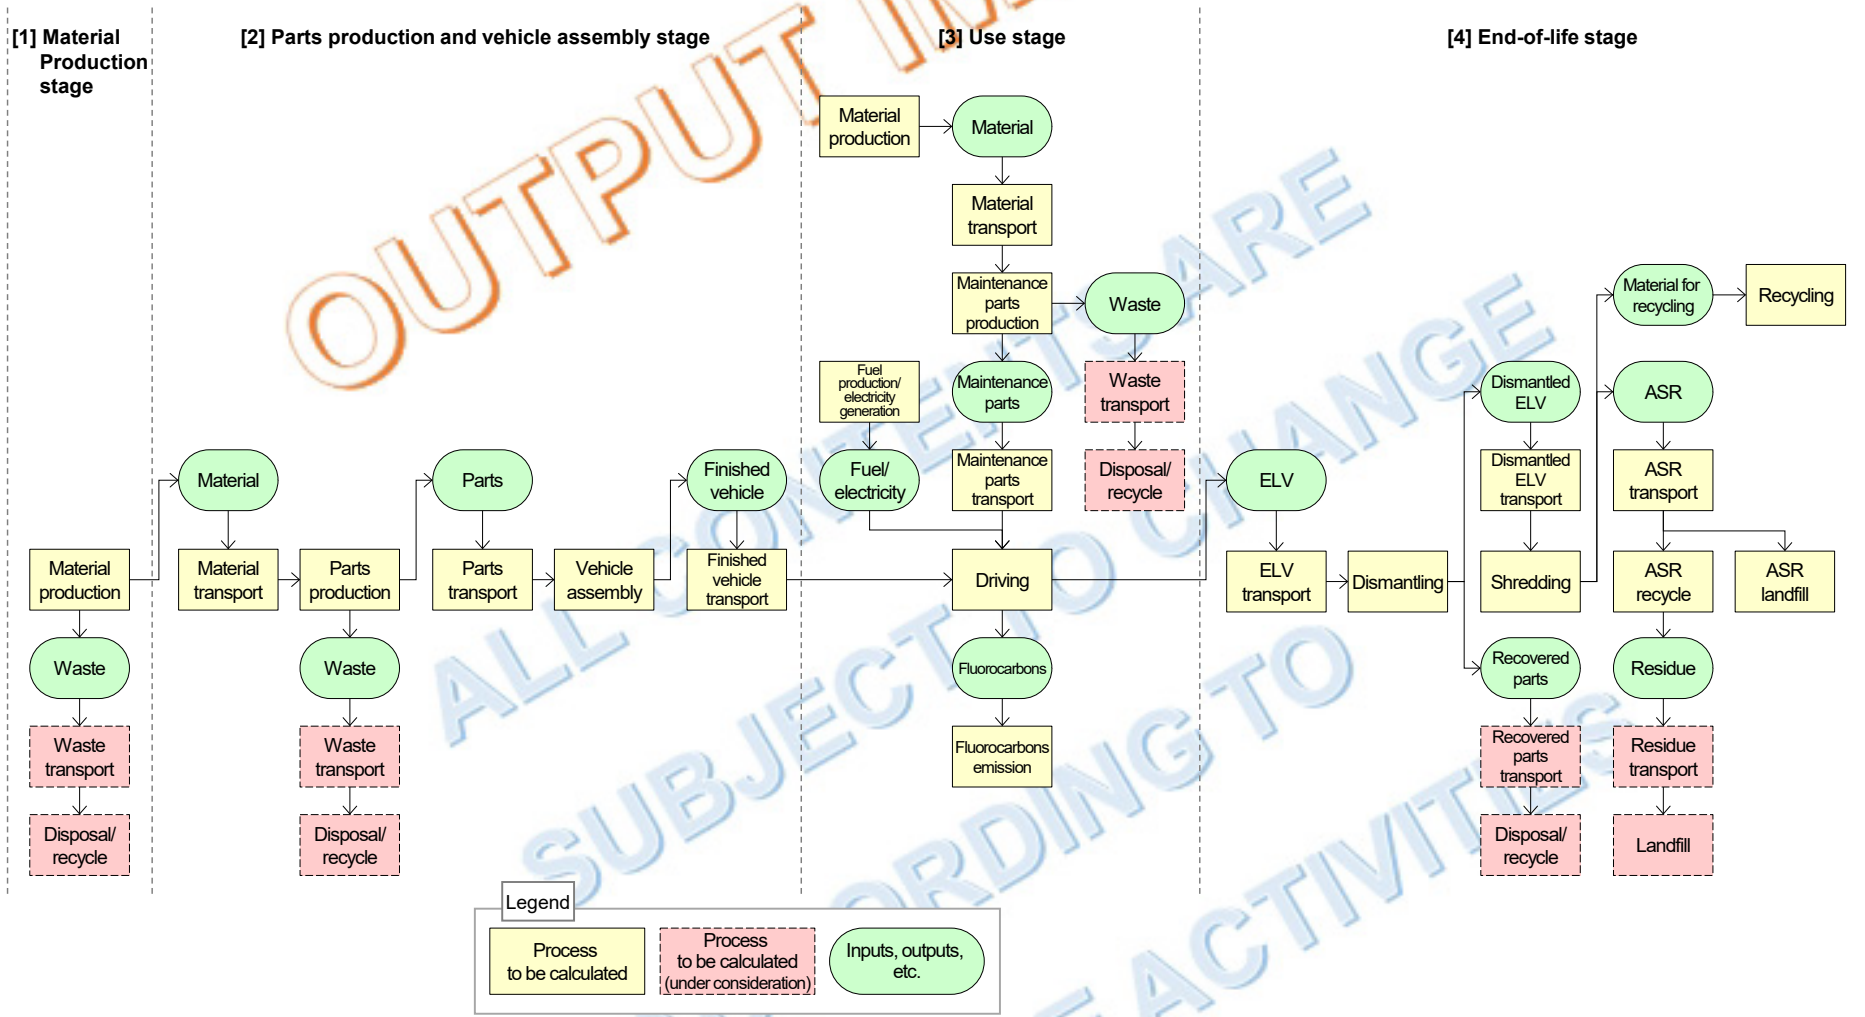 [1] Material
Production
stage
[2] Parts production and vehicle assembly stage
[3] Use stage
[4] End-of-life stage
OUTPUT
ALL CONTENTS ARE
SUBJECT TO CHANGE
TO
ACTIVITIES
Material
production
Material
Material
transport
Maintenance
parts
production
Waste
Fuel
production/
electricity
generation
Maintenance
parts
Waste
transport
Fuel/
electricity
Maintenance
parts
transport
Disposal/
recycle
Material for
recycling
Recycling
Dismantled
ELV
ASR
Dismantled
ELV
transport
ASR
transport
Material
Parts
Finished
vehicle
ELV
Material
production
Material
transport
Parts
production
Parts
transport
Vehicle
assembly
Finished
vehicle
transport
Driving
ELV
transport
Dismantling
Shredding
ASR
recycle
ASR
landfill
Waste
Waste
Fluorocarbons
Recovered
parts
Residue
Waste
transport
Waste
transport
Fluorocarbons
emission
Recovered
parts
transport
Residue
transport
Disposal/
recycle
Disposal/
recycle
Disposal/
recycle
Landfill
Legend
Process
to be calculated
Process
to be calculated
(under consideration)
Inputs, outputs,
etc.